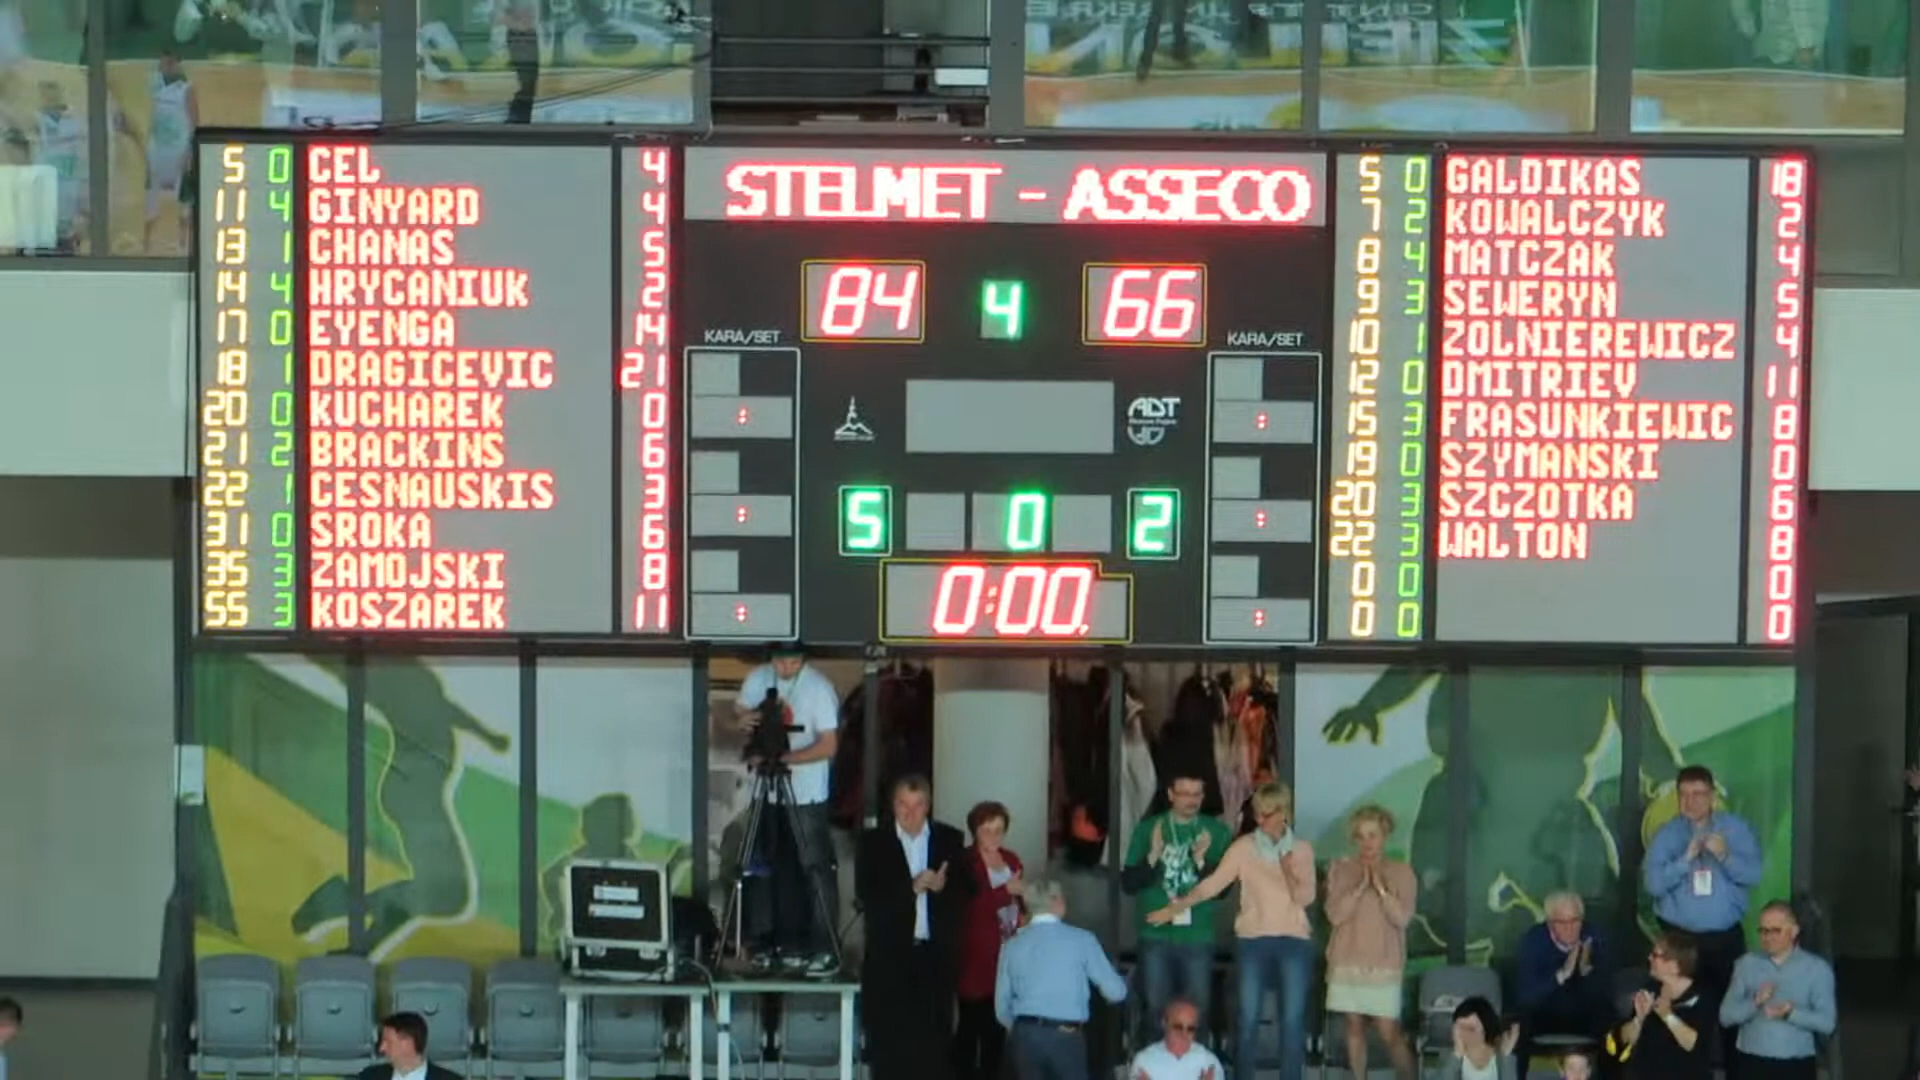 STELMET - ASSECO
84 4 66
KARA/SET KARA/SET
ADT
5 0 2
0:00.
5 0 CEL 4
11 4 GINYARD 4
13 1 CHANAS 5
14 4 HRYCANIUK 2
17 0 EYENGA 14
18 1 DRAGICEVIC 21
20 0 KUCHAREK 0
21 2 BRACKINS 6
22 1 CESNAUSKIS 3
31 0 SROKA 6
35 3 ZAMOJSKI 8
55 3 KOSZAREK 11
5 0 GALDIKAS 18
7 2 KOWALCZYK 2
8 4 MATCZAK 4
9 3 SEWERYN 5
10 1 ZOLNIEREWICZ 4
12 0 DMITRIEV 11
15 3 FRASUNKIEWIC 8
19 0 SZYMANSKI 0
20 3 SZCZOTKA 6
22 3 WALTON 8
0 0 0
0 0 0